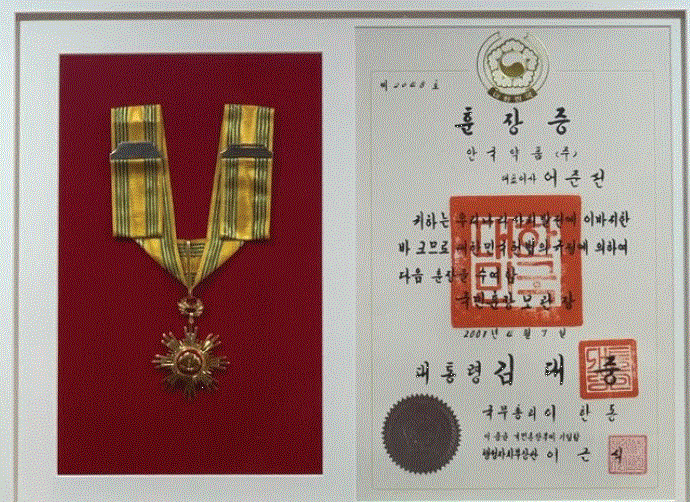 제 2048 호
훈장증
안국약품(주)
대표이사 어준선
귀하는 우리나라 산업발전에 이바지한
바 크므로 대한민국헌법의 규정에 의하여
다음 훈장을 수여함
국민훈장모란장
2001년 4월 7일
대통령 김대중
국무총리 이한동
이 증을 국민훈장부에 기입함
행정자치부장관 이근식